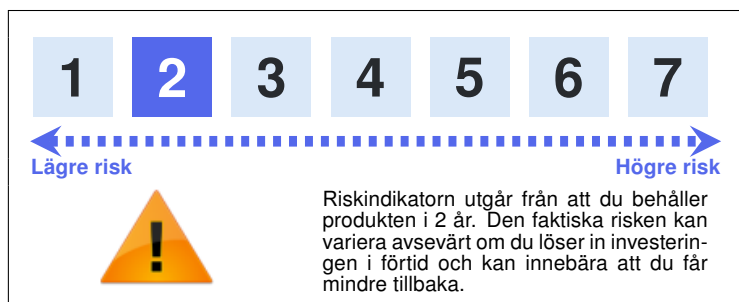 1 2 3 4 5 6 7
Lägre risk Högre risk
!
Riskindikatorn utgår från att du behåller
produkten i 2 år. Den faktiska risken kan
variera avsevärt om du löser in investerin-
gen i förtid och kan innebära att du får
mindre tillbaka.